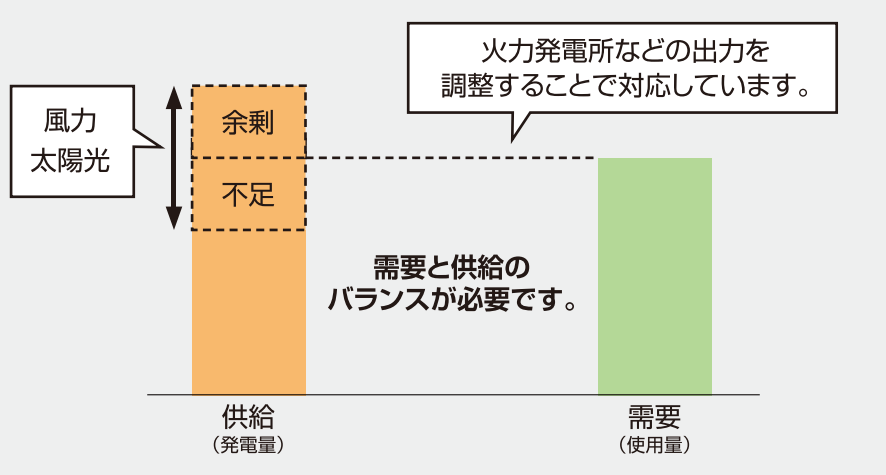 火力発電所などの出力を
調整することで対応しています。
風力
太陽光
余剰
不足
需要と供給の
バランスが必要です。
供給
（発電量）
需要
（使用量）